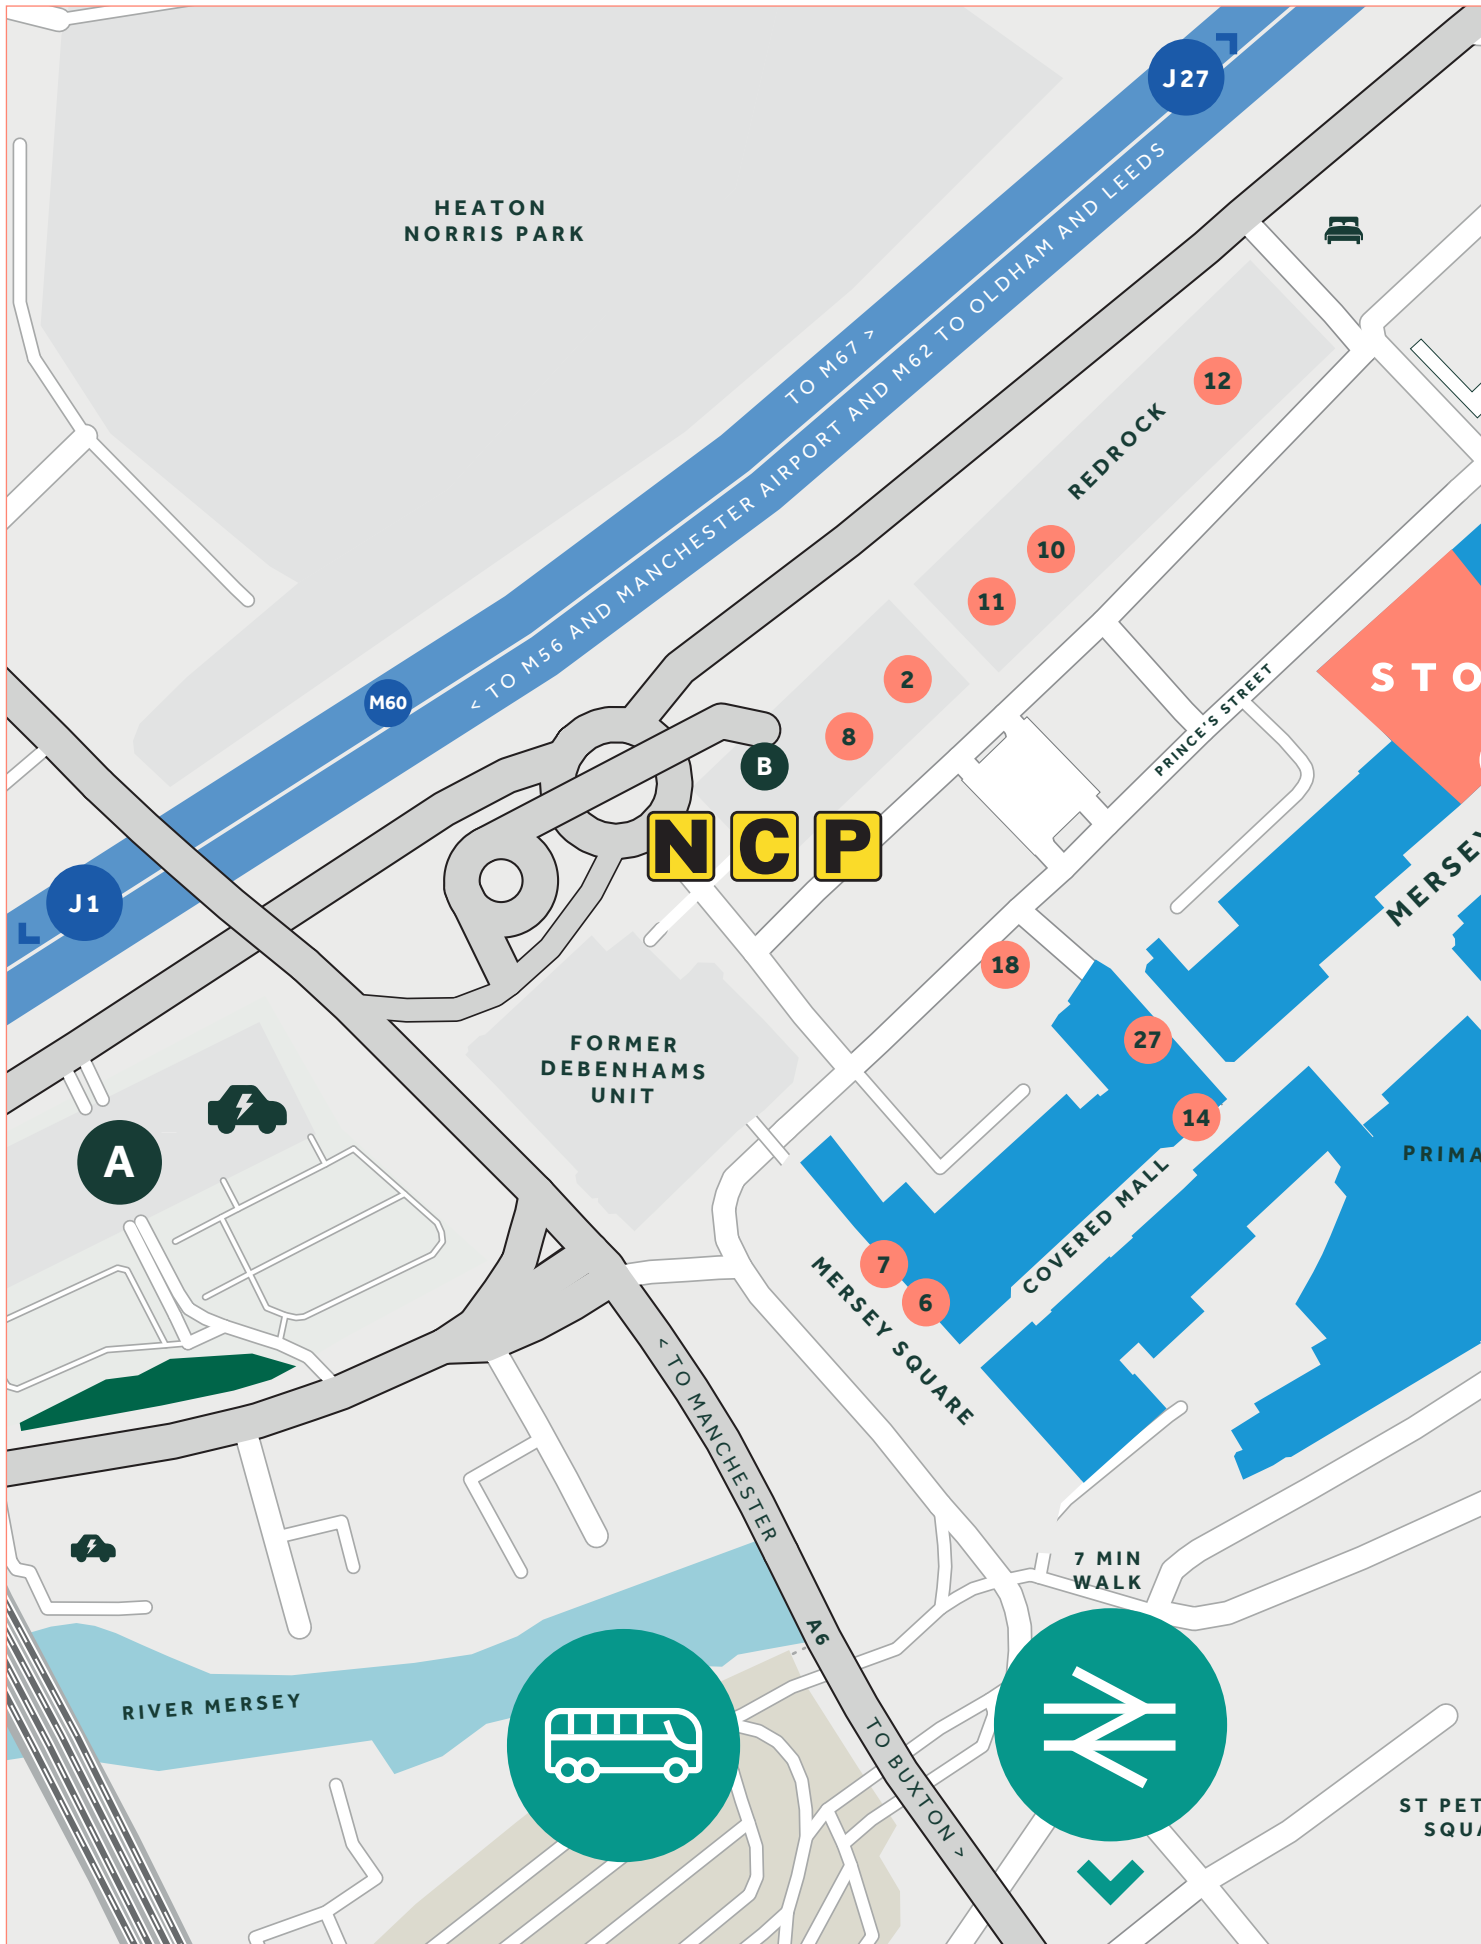 J27
HEATON
NORRIS PARK
TO M67 >
< TO M56 AND MANCHESTER AIRPORT AND M62 TO OLDHAM AND LEEDS
12
REDROCK
10
11
2
M60
8
B
NCP
PRINCE'S STREET
STO
MERSEY
J1
18
27
FORMER
DEBENHAMS
UNIT
14
A
PRIMA
COVERED MALL
7
6
MERSEY SQUARE
< TO MANCHESTER
A6
TO BUXTON >
7 MIN
WALK
RIVER MERSEY
ST PET
SQUA